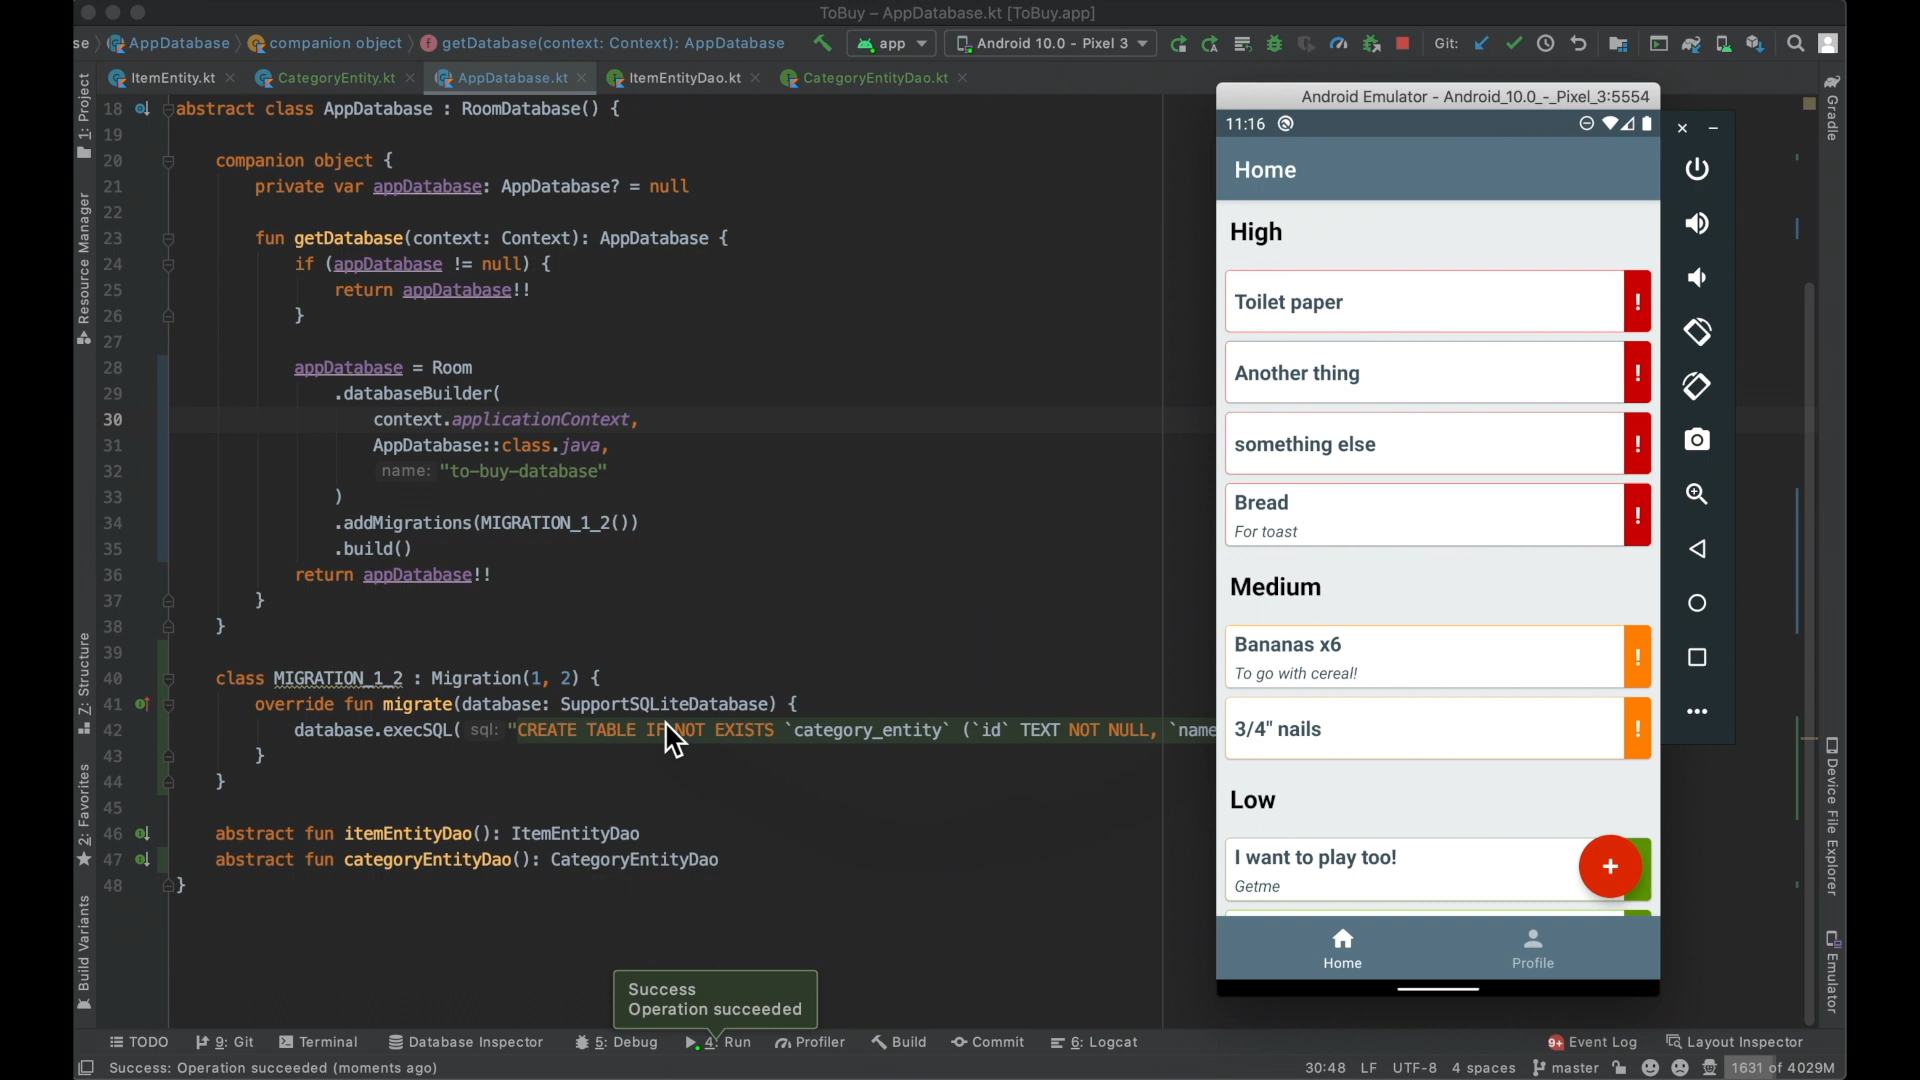 ToBuy – AppDatabase.kt [ToBuy.app]
se
AppDatabase
companion object
getDatabase(context: Context): AppDatabase
app
Android 10.0 - Pixel 3
Git:
ItemEntity.kt
CategoryEntity.kt
AppDatabase.kt
ItemEntityDao.kt
CategoryEntityDao.kt
1: Project
Resource Manager
Z: Structure
2: Favorites
Build Variants
18 abstract class AppDatabase : RoomDatabase() {
19
20 companion object {
21 private var appDatabase: AppDatabase? = null
22
23 fun getDatabase(context: Context): AppDatabase {
24 if (appDatabase != null) {
25 return appDatabase!!
26 }
27
28 appDatabase = Room
29 .databaseBuilder(
30 context.applicationContext,
31 AppDatabase::class.java,
32 name: "to-buy-database"
33 )
34 .addMigrations(MIGRATION_1_2())
35 .build()
36 return appDatabase!!
37 }
38 }
39
40 class MIGRATION_1_2 : Migration(1, 2) {
41 override fun migrate(database: SupportSQLiteDatabase) {
42 database.execSQL( sql: "CREATE TABLE IF NOT EXISTS `category_entity` (`id` TEXT NOT NULL, `name
43 }
44 }
45
46 abstract fun itemEntityDao(): ItemEntityDao
47 abstract fun categoryEntityDao(): CategoryEntityDao
48 }
Android Emulator - Android_10.0_-_Pixel_3:5554
11:16
Home
High
Toilet paper !
Another thing !
something else !
Bread
For toast
!
Medium
Bananas x6
To go with cereal!
!
3/4" nails !
Low
I want to play too!
Getme
+
Home
Profile
Gradle
Device File Explorer
Emulator
Success
Operation succeeded
TODO
9: Git
Terminal
Database Inspector
5: Debug
4: Run
Profiler
Build
Commit
6: Logcat
9+ Event Log
Layout Inspector
Success: Operation succeeded (moments ago)
30:48 LF UTF-8 4 spaces master 1631 of 4029M